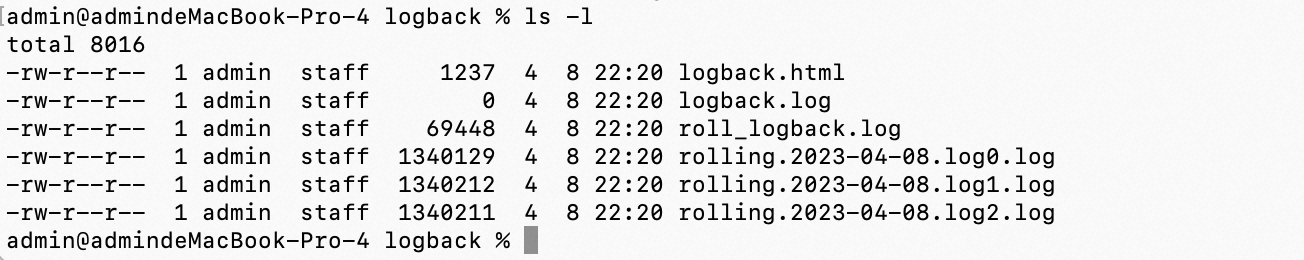 [admin@admindeMacBook-Pro-4 logback % ls -l
total 8016
-rw-r--r--  1 admin  staff     1237  4  8 22:20 logback.html
-rw-r--r--  1 admin  staff        0  4  8 22:20 logback.log
-rw-r--r--  1 admin  staff    69448  4  8 22:20 roll_logback.log
-rw-r--r--  1 admin  staff  1340129  4  8 22:20 rolling.2023-04-08.log0.log
-rw-r--r--  1 admin  staff  1340212  4  8 22:20 rolling.2023-04-08.log1.log
-rw-r--r--  1 admin  staff  1340211  4  8 22:20 rolling.2023-04-08.log2.log
admin@admindeMacBook-Pro-4 logback %